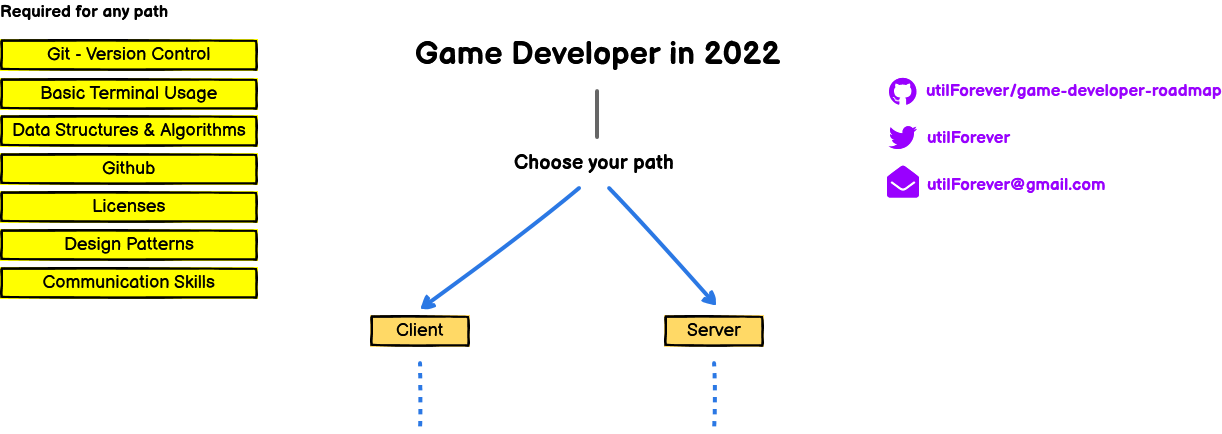 Required for any path
Git - Version Control
Basic Terminal Usage
Data Structures & Algorithms
Github
Licenses
Design Patterns
Communication Skills
Game Developer in 2022
Choose your path
Client
Server
utilForever/game-developer-roadmap
utilForever
utilForever@gmail.com